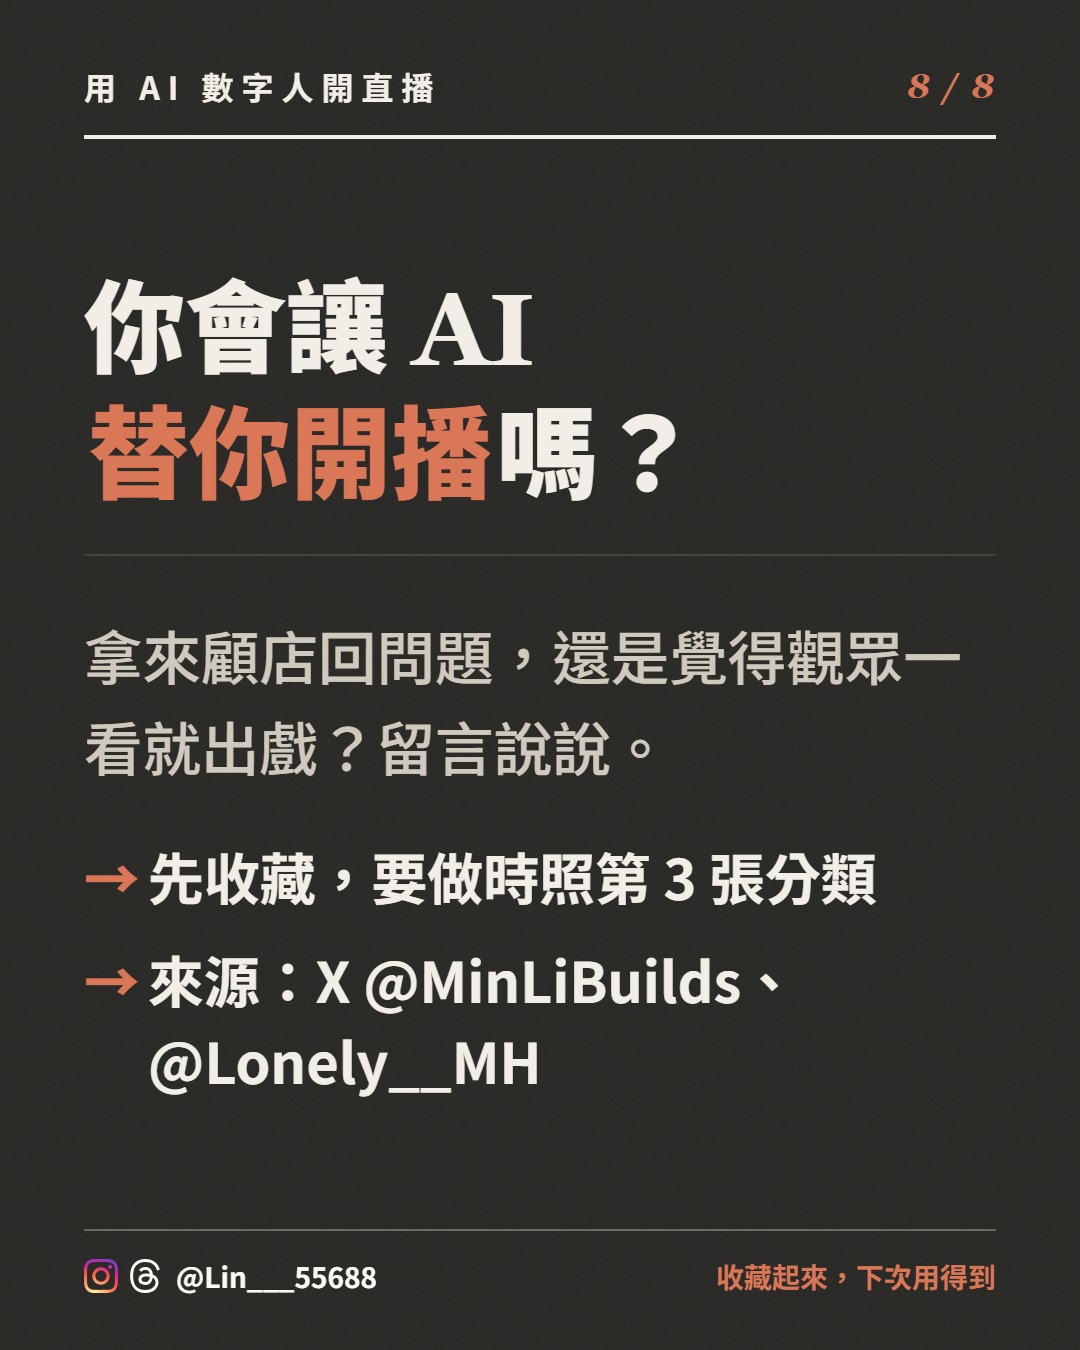 用 AI 數字人開直播
8 / 8
你會讓 AI
替你開播嗎？
拿來顧店回問題，還是覺得觀眾一
看就出戲？留言說說。
→ 先收藏，要做時照第 3 張分類
→ 來源：X @MinLiBuilds、
@Lonely__MH
@Lin___55688
收藏起來，下次用得到